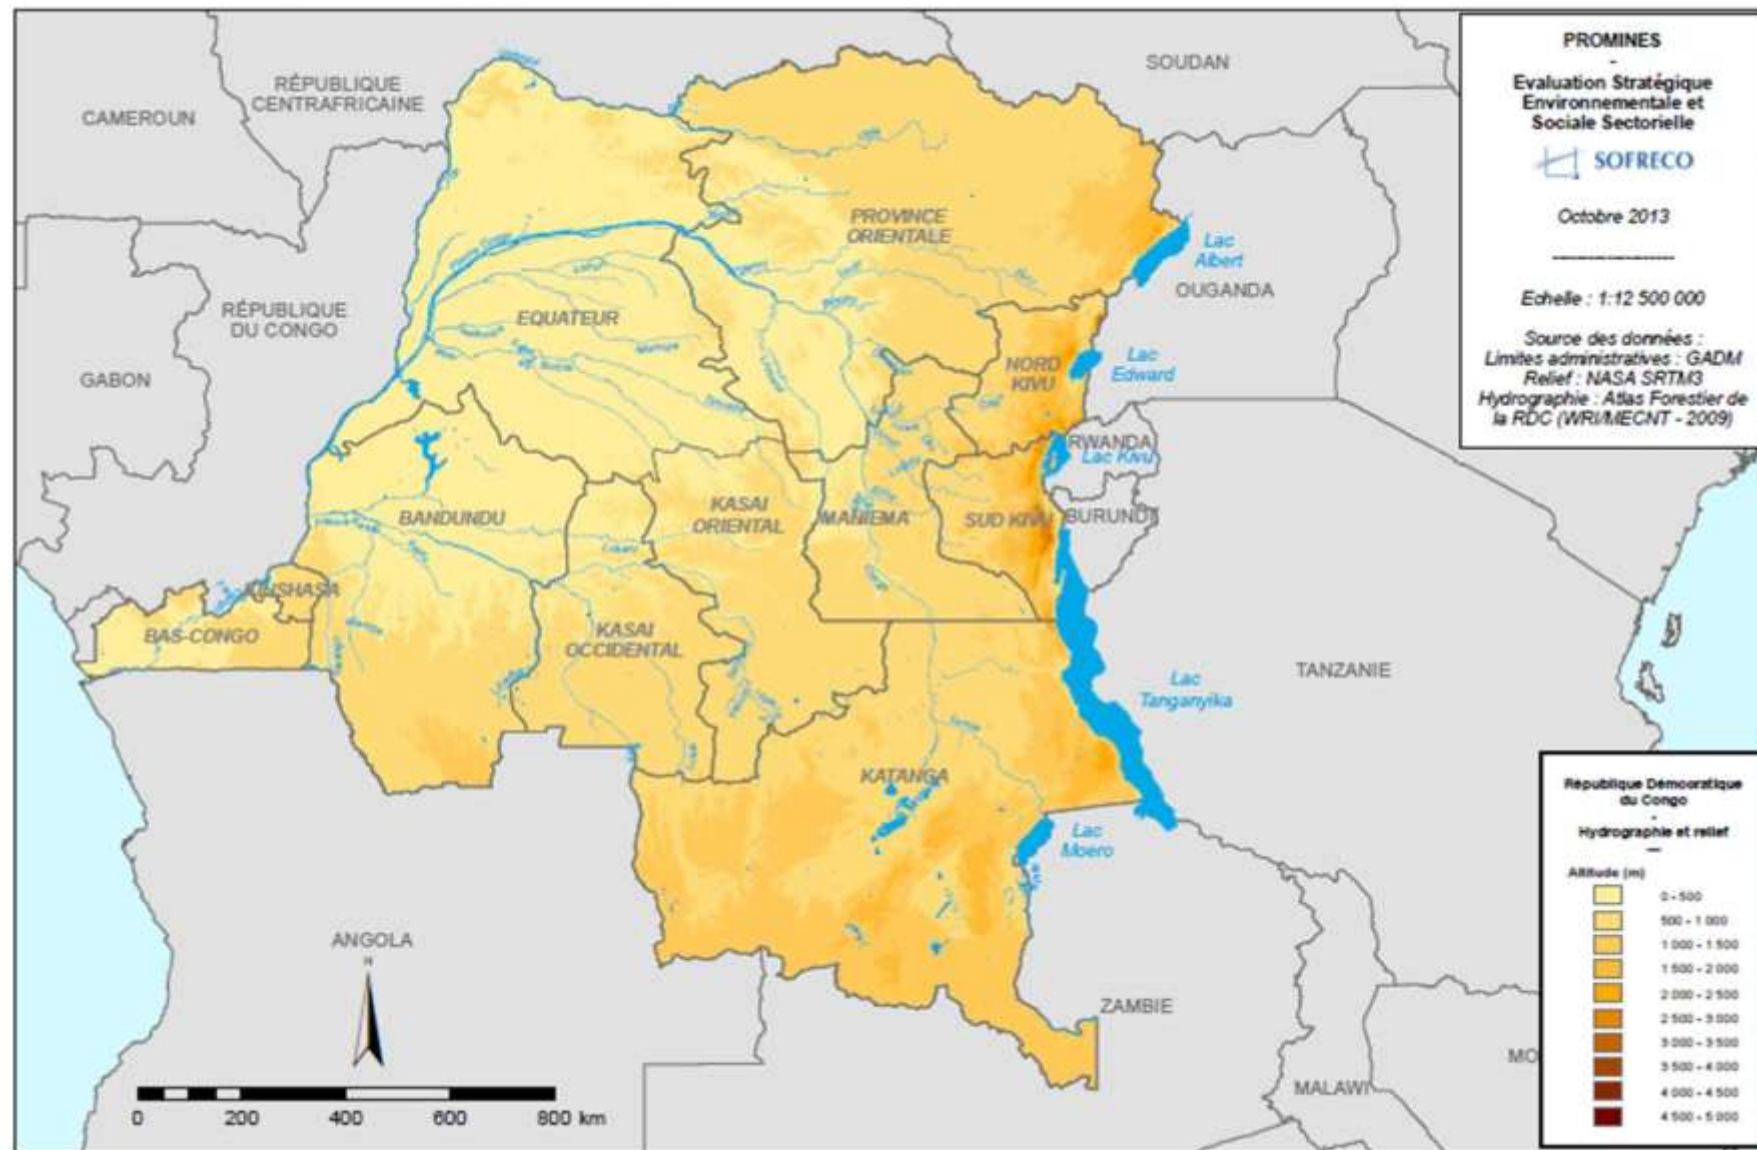 PROMINES
-
Evaluation Stratégique
Environnementale et
Sociale Sectorielle
SOFRECO
Octobre 2013
--------------------
Echelle : 1:12 500 000
Source des données :
Limites administratives : GADM
Relief : NASA SRTM3
Hydrographie : Atlas Forestier de
la RDC (WRI/MECNT - 2009)
SOUDAN
RÉPUBLIQUE
CENTRAFRICAINE
CAMEROUN
PROVINCE
ORIENTALE
Lac
Albert
OUGANDA
RÉPUBLIQUE
DU CONGO
EQUATEUR
GABON
NORD
KIVU
Lac
Edward
RWANDA
Lac Kivu
BANDUNDU
KASAI
ORIENTAL
MANIEMA
SUD KIVU
BURUNDI
KINSHASA
BAS-CONGO
KASAI
OCCIDENTAL
TANZANIE
Lac
Tanganyika
KATANGA
Lac
Moero
ANGOLA
N
ZAMBIE
MO
MALAWI
0 200 400 600 800 km
République Démocratique
du Congo
-
Hydrographie et relief
—
Altitude (m)
0 - 500
500 - 1 000
1 000 - 1 500
1 500 - 2 000
2 000 - 2 500
2 500 - 3 000
3 000 - 3 500
3 500 - 4 000
4 000 - 4 500
4 500 - 5 000